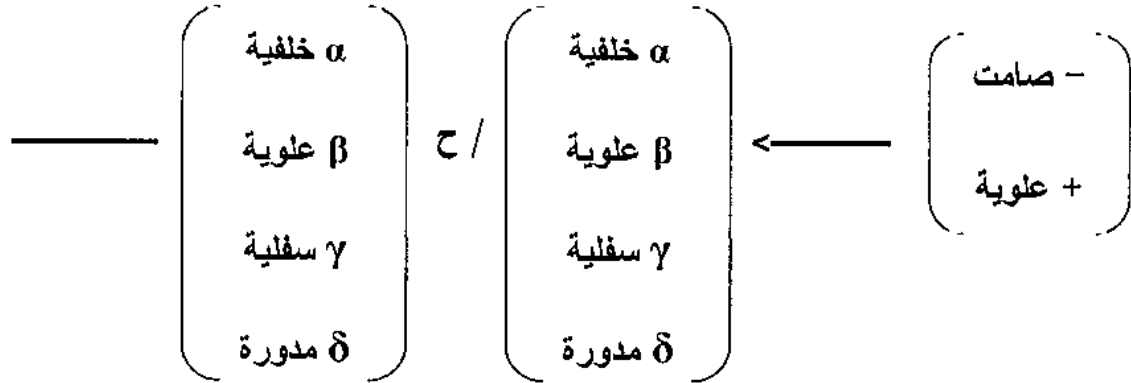 α خلفية α خلفية
– صامت
β علوية / ح β علوية
+ علوية
γ سفلية γ سفلية
δ مدورة δ مدورة